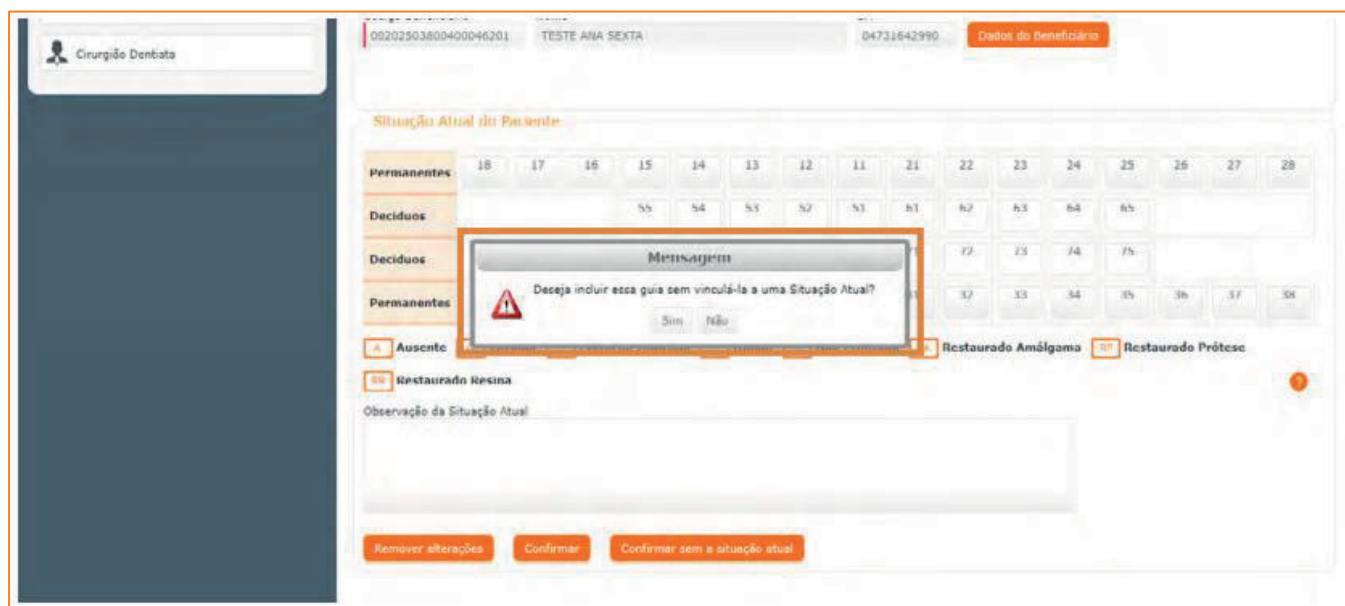 00202503800400046201 TESTE ANA SEXTA 04731642990 Dados do Beneficiário
Cirurgião Dentista
Situação Atual do Paciente
Permanentes 18 17 16 15 14 13 12 11 21 22 23 24 25 26 27 28
Decíduos 55 54 53 52 51 61 62 63 64 65
Decíduos 72 73 74 75
Permanentes 32 33 34 35 36 37 38
Mensagem
Deseja incluir essa guia sem vinculá-la a uma Situação Atual?
Sim Não
A Ausente A Restaurado Amálgama RP Restaurado Prótese
RR Restaurado Resina
?
Observação da Situação Atual
Remover alterações Confirmar Confirmar sem a situação atual